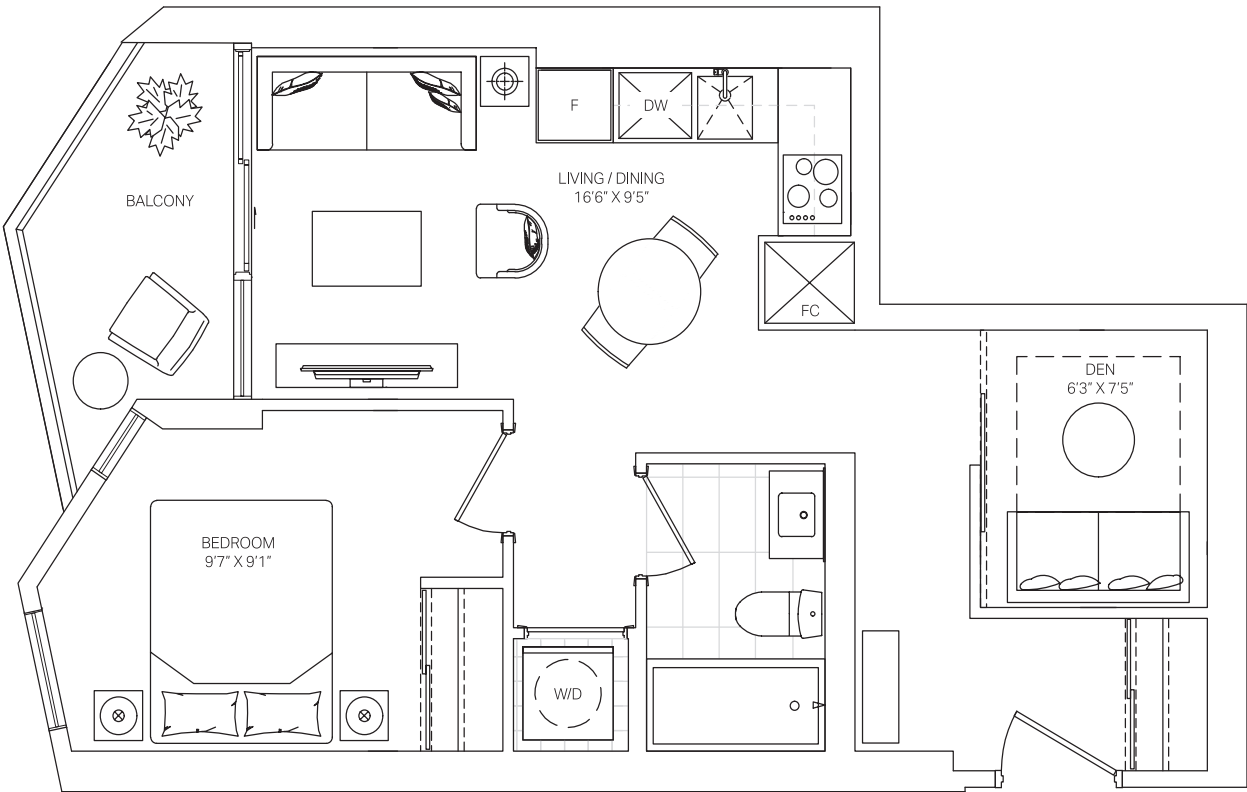 F
DW
LIVING / DINING
16'6" X 9'5"
BALCONY
FC
DEN
6'3" X 7'5"
BEDROOM
9'7" X 9'1"
W/D